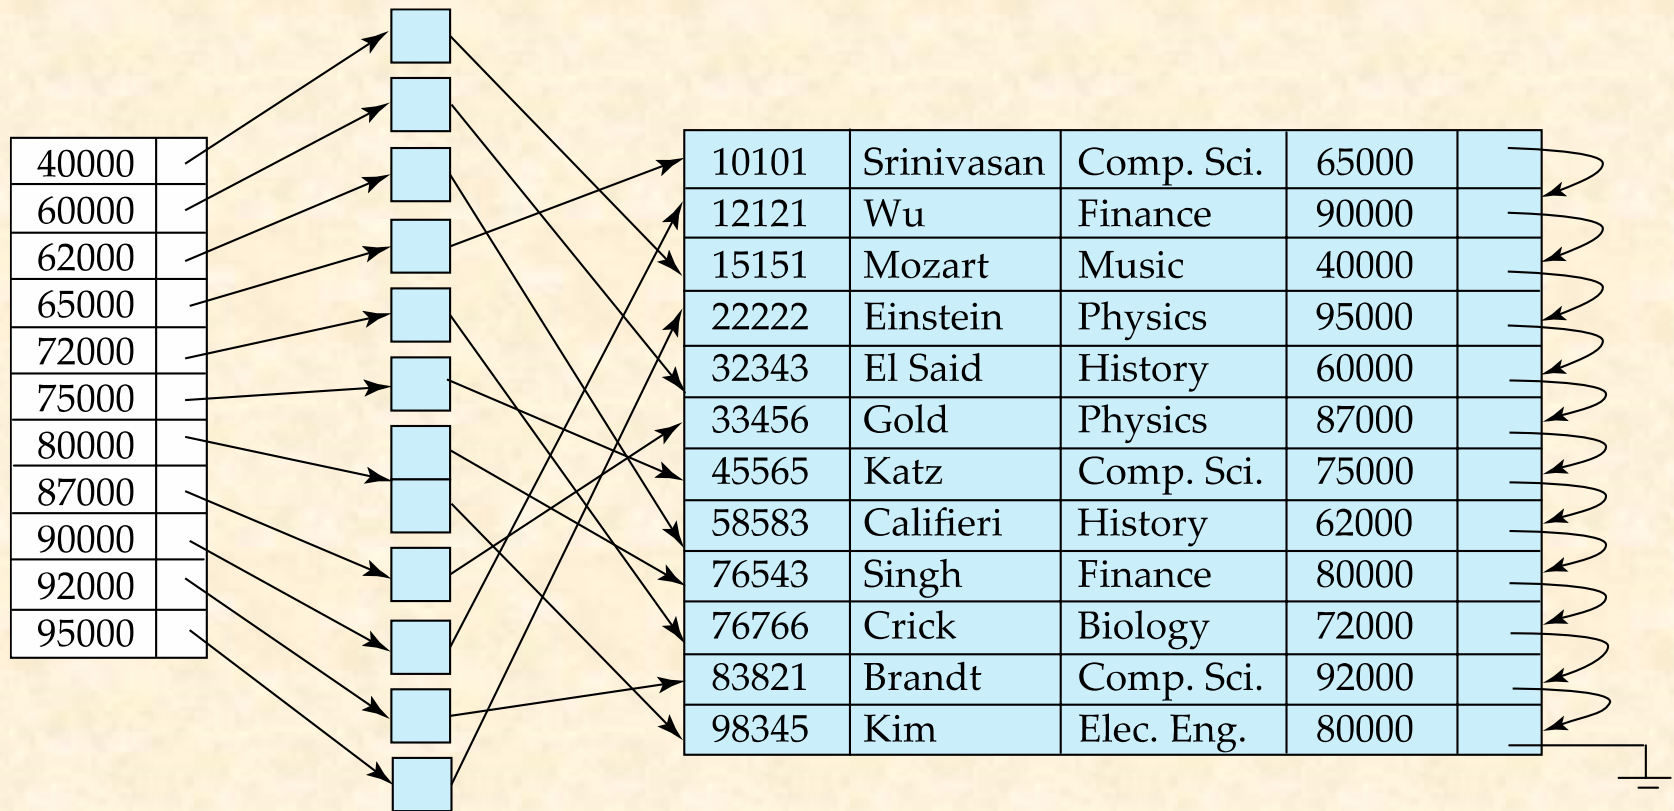 40000
60000
62000
65000
72000
75000
80000
87000
90000
92000
95000
10101 Srinivasan Comp. Sci. 65000
12121 Wu Finance 90000
15151 Mozart Music 40000
22222 Einstein Physics 95000
32343 El Said History 60000
33456 Gold Physics 87000
45565 Katz Comp. Sci. 75000
58583 Califieri History 62000
76543 Singh Finance 80000
76766 Crick Biology 72000
83821 Brandt Comp. Sci. 92000
98345 Kim Elec. Eng. 80000